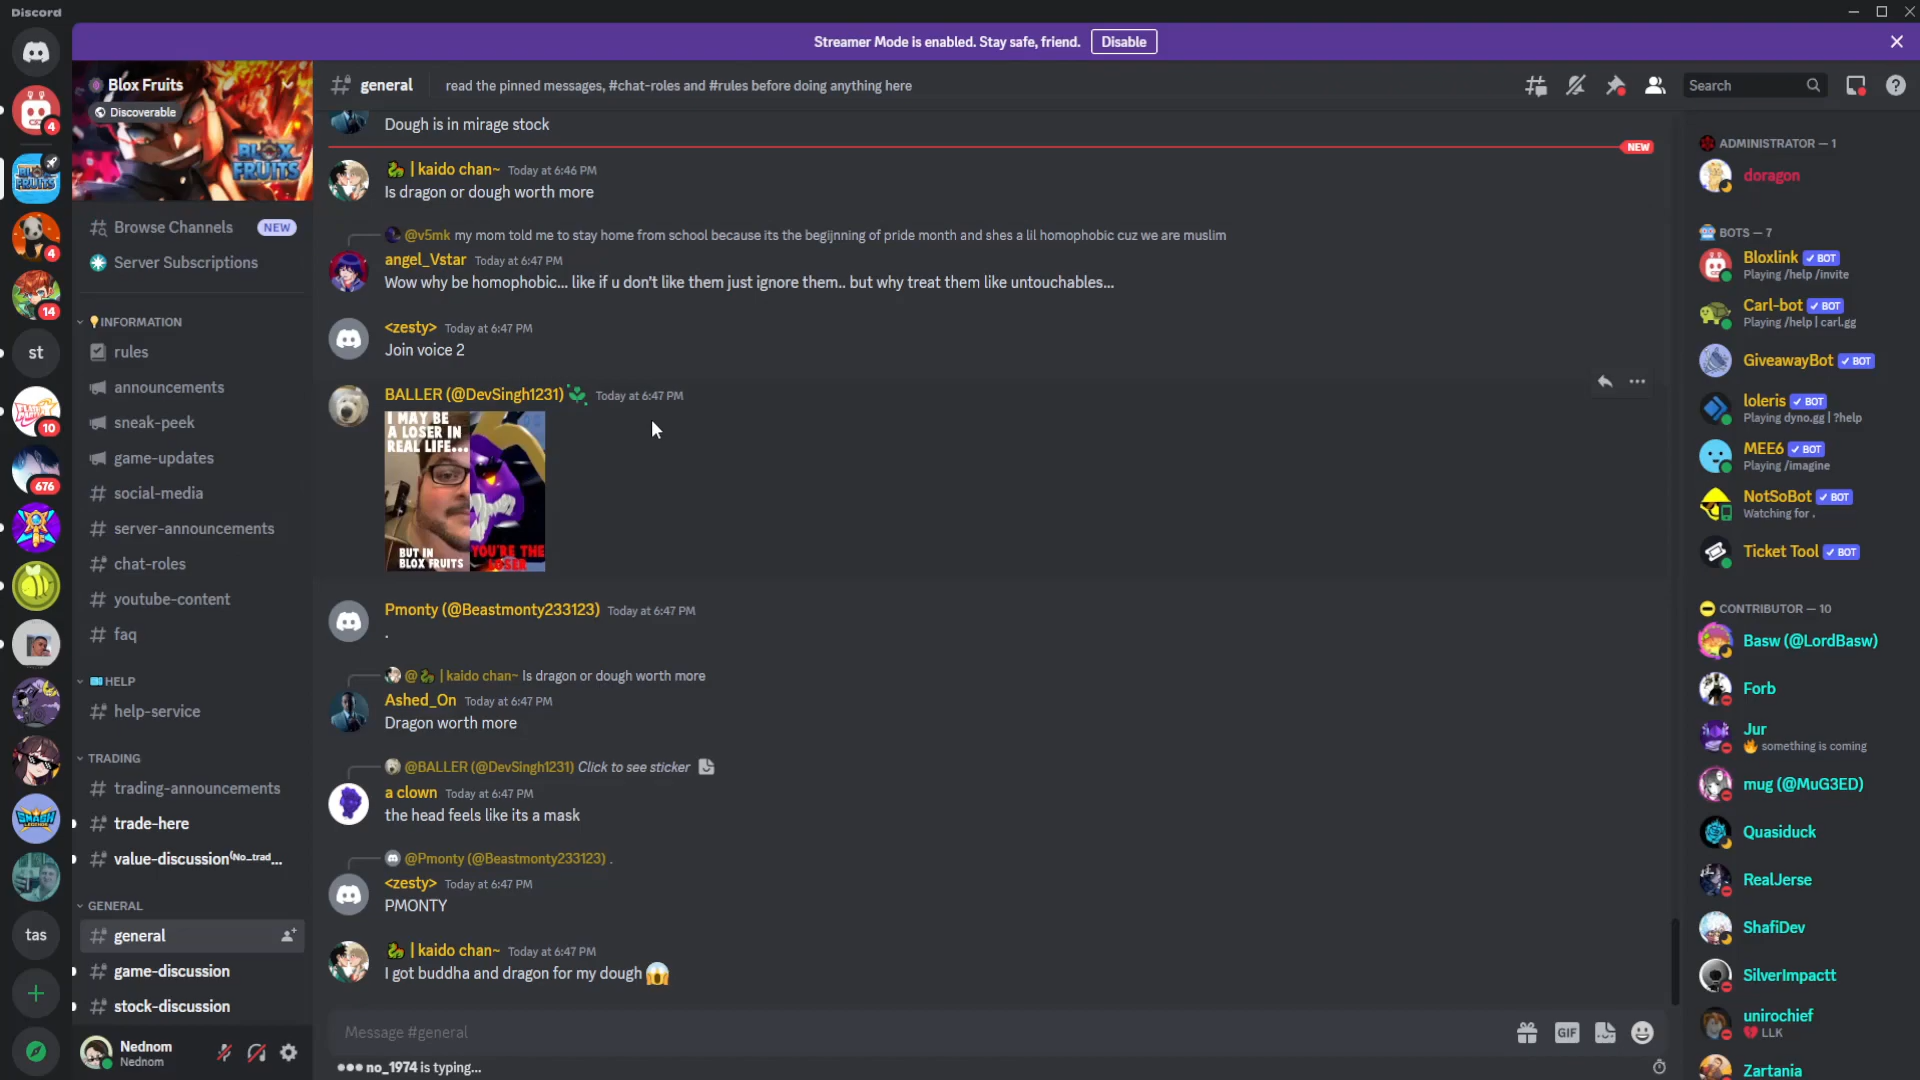 Discord
Streamer Mode is enabled. Stay safe, friend.
Disable
Blox Fruits
Discoverable
BLOX FRUITS
general
read the pinned messages, #chat-roles and #rules before doing anything here
Search
4
4
14
st
10
676
tas
Browse Channels
NEW
Server Subscriptions
INFORMATION
rules
announcements
sneak-peek
game-updates
social-media
server-announcements
chat-roles
youtube-content
faq
HELP
help-service
TRADING
trading-announcements
trade-here
value-discussion(No_trad...
GENERAL
general
game-discussion
stock-discussion
Nednom
Nednom
Dough is in mirage stock
NEW
| kaido chan~ Today at 6:46 PM
Is dragon or dough worth more
@v5mk my mom told me to stay home from school because its the begijnning of pride month and shes a lil homophobic cuz we are muslim
angel_Vstar Today at 6:47 PM
Wow why be homophobic... like if u don't like them just ignore them.. but why treat them like untouchables...
<zesty> Today at 6:47 PM
Join voice 2
BALLER (@DevSingh1231) Today at 6:47 PM
I MAY BE
A LOSER IN
REAL LIFE...
BUT IN
BLOX FRUITS
YOU'RE THE
LOSER
Pmonty (@Beastmonty233123) Today at 6:47 PM
.
@ | kaido chan~ Is dragon or dough worth more
Ashed_On Today at 6:47 PM
Dragon worth more
@BALLER (@DevSingh1231) Click to see sticker
a clown Today at 6:47 PM
the head feels like its a mask
@Pmonty (@Beastmonty233123) .
<zesty> Today at 6:47 PM
PMONTY
| kaido chan~ Today at 6:47 PM
I got buddha and dragon for my dough
Message #general
GIF
no_1974 is typing...
ADMINISTRATOR — 1
doragon
BOTS — 7
Bloxlink BOT
Playing /help /invite
Carl-bot BOT
Playing /help | carl.gg
GiveawayBot BOT
loleris BOT
Playing dyno.gg | ?help
MEE6 BOT
Playing /imagine
NotSoBot BOT
Watching for .
Ticket Tool BOT
CONTRIBUTOR — 10
Basw (@LordBasw)
Forb
Jur
something is coming
mug (@MuG3ED)
Quasiduck
RealJerse
ShafiDev
SilverImpactt
unirochief
LLK
Zartania